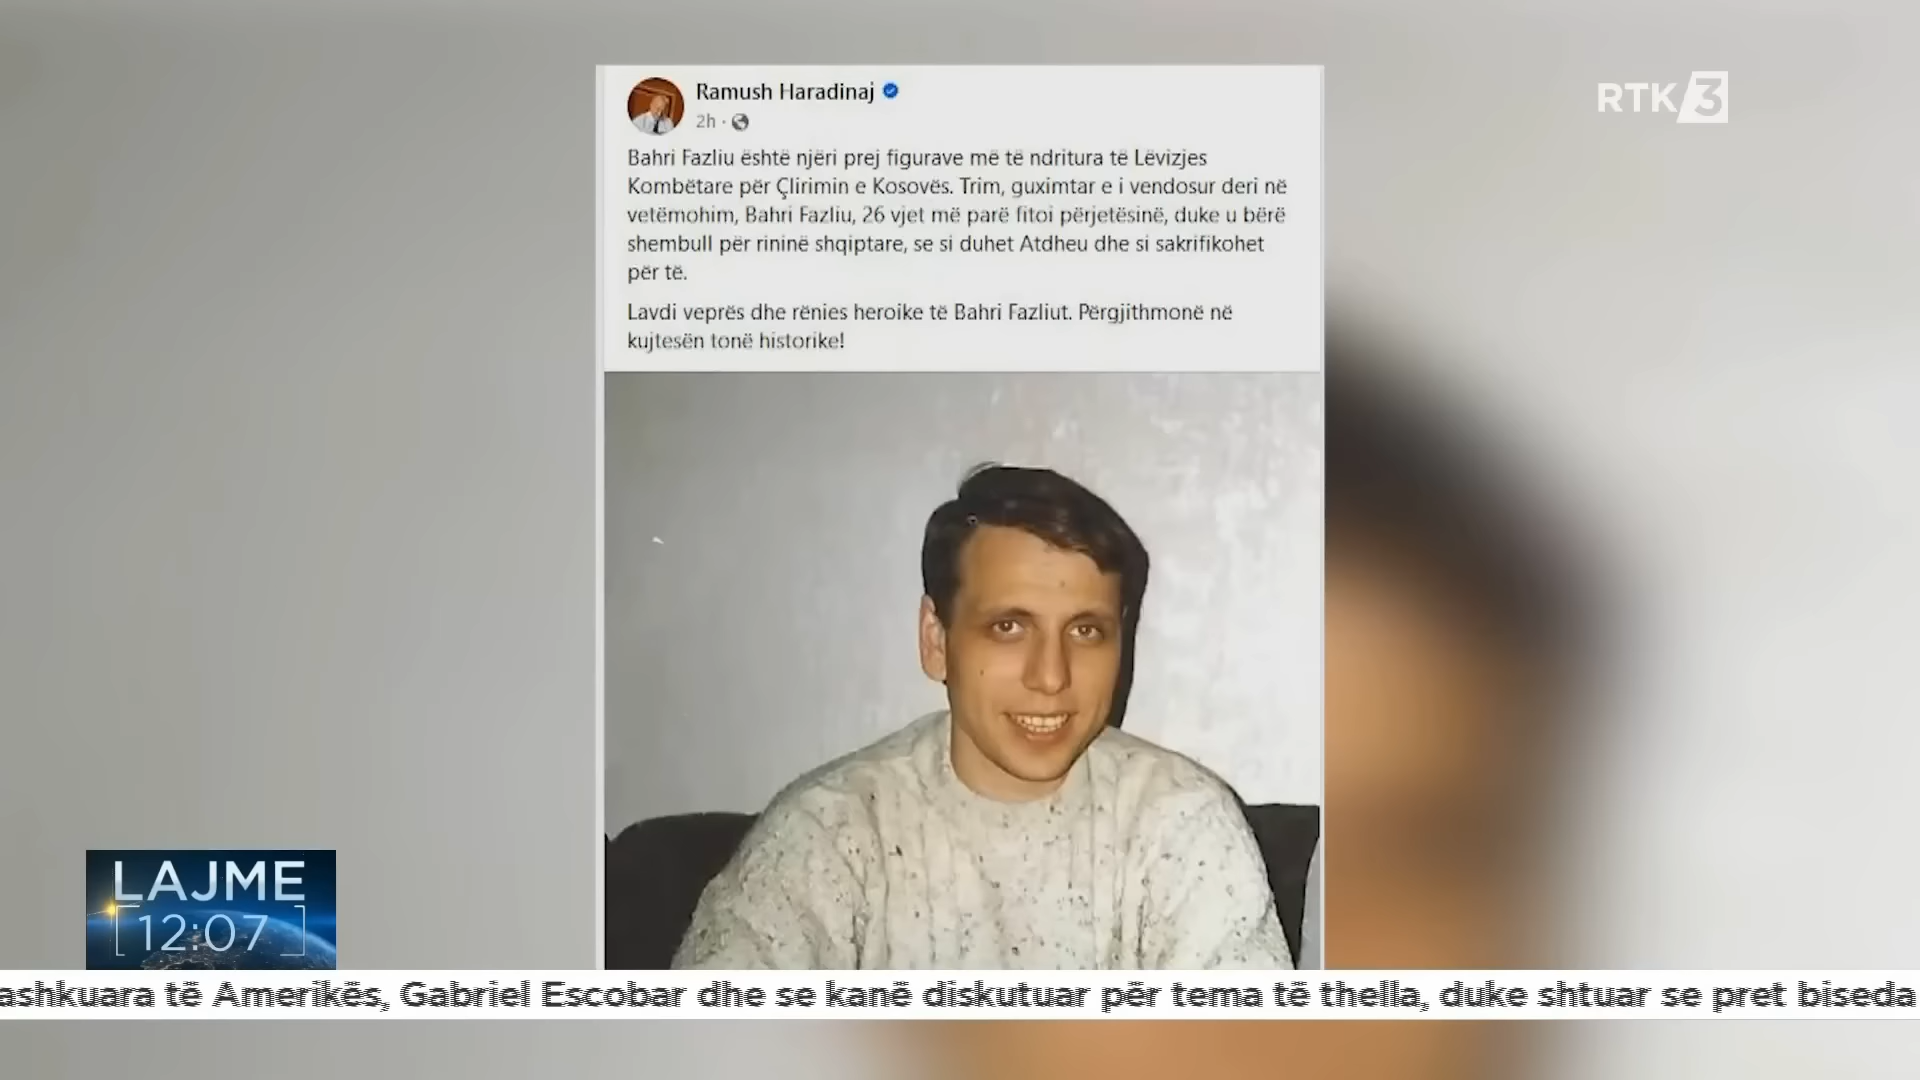 Ramush Haradinaj
2h ·
RTK 3
Bahri Fazliu është njëri prej figurave më të ndritura të Lëvizjes
Kombëtare për Çlirimin e Kosovës. Trim, guximtar e i vendosur deri në
vetëmohim, Bahri Fazliu, 26 vjet më parë fitoi përjetësinë, duke u bërë
shembull për rininë shqiptare, se si duhet Atdheu dhe si sakrifikohet
për të.
Lavdi veprës dhe rënies heroike të Bahri Fazliut. Përgjithmonë në
kujtesën tonë historike!
LAJME
12:07
ashkuara të Amerikës, Gabriel Escobar dhe se kanë diskutuar për tema të thella, duke shtuar se pret biseda